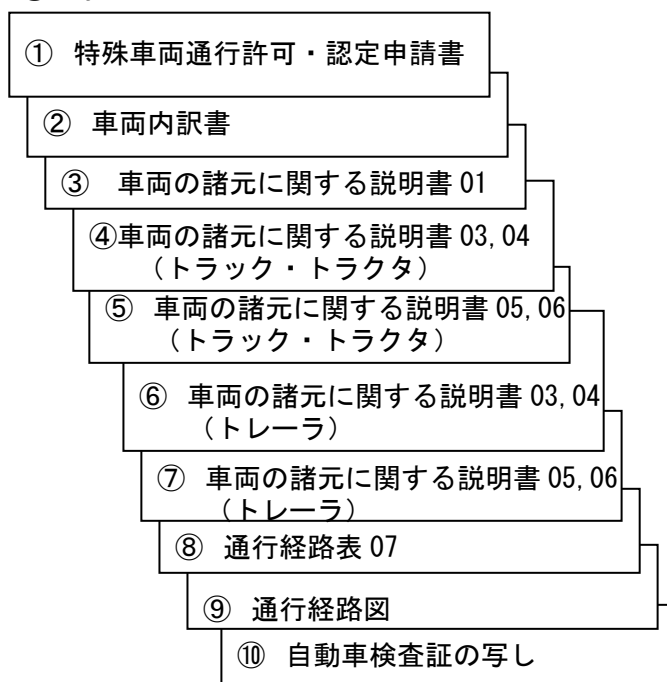 ① 特殊車両通行許可・認定申請書
② 車両内訳書
③ 車両の諸元に関する説明書 01
④車両の諸元に関する説明書 03,04
（トラック・トラクタ）
⑤ 車両の諸元に関する説明書 05,06
（トラック・トラクタ）
⑥ 車両の諸元に関する説明書 03,04
（トレーラ）
⑦ 車両の諸元に関する説明書 05,06
（トレーラ）
⑧ 通行経路表 07
⑨ 通行経路図
⑩ 自動車検査証の写し